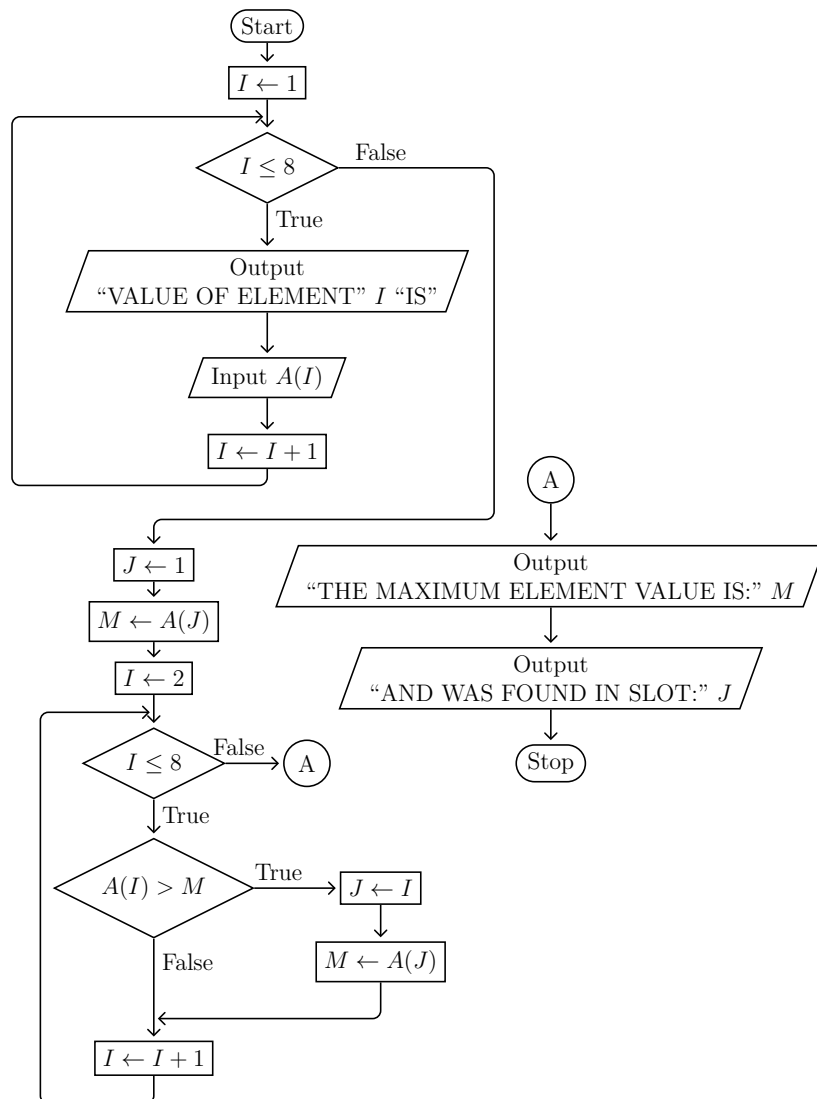 Start
I ← 1
I ≤ 8
False
True
Output
“VALUE OF ELEMENT” I “IS”
Input A(I)
I ← I + 1
J ← 1
M ← A(J)
I ← 2
I ≤ 8
False
A
True
A(I) > M
True
J ← I
M ← A(J)
False
I ← I + 1
A
Output
“THE MAXIMUM ELEMENT VALUE IS:” M
Output
“AND WAS FOUND IN SLOT:” J
Stop